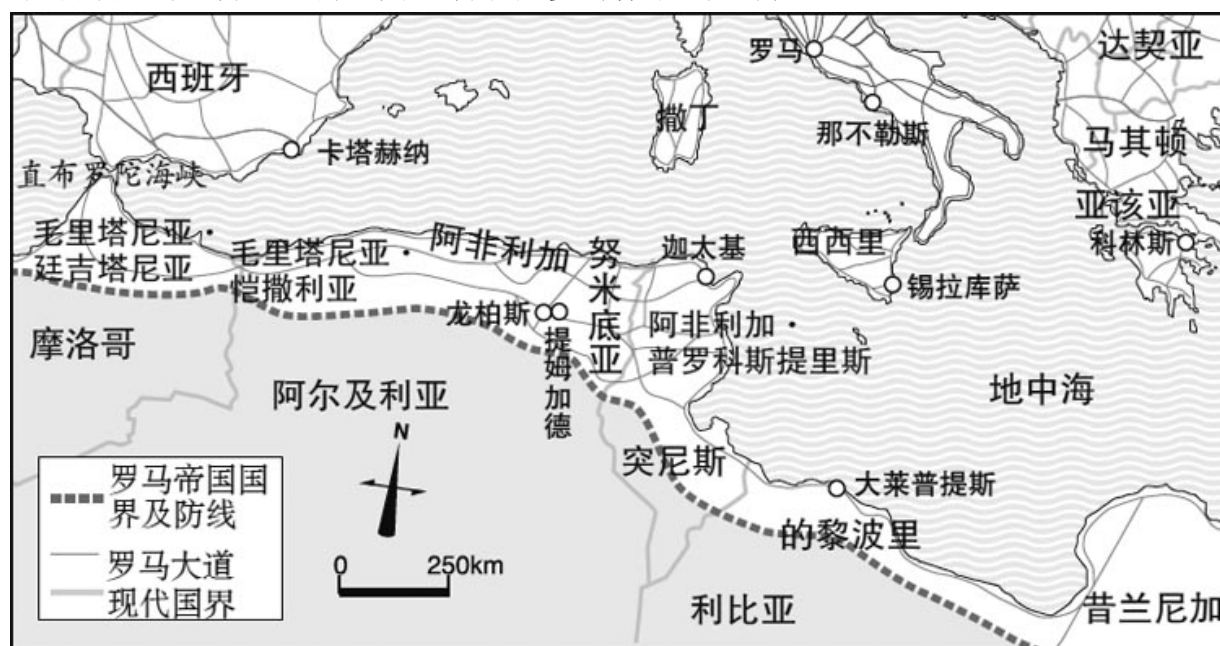 西班牙
卡塔赫纳
直布罗陀海峡
撒丁
罗马
那不勒斯
达契亚
马其顿
亚该亚
科林斯
毛里塔尼亚·
廷吉塔尼亚
毛里塔尼亚·
恺撒利亚
阿非利加
努米底亚
迦太基
西西里
锡拉库萨
龙柏斯
提姆加德
阿非利加·
普罗科斯提里斯
摩洛哥
阿尔及利亚
突尼斯
地中海
大莱普提斯
的黎波里
利比亚
昔兰尼加
N
0 250km
罗马帝国国
界及防线
罗马大道
现代国界